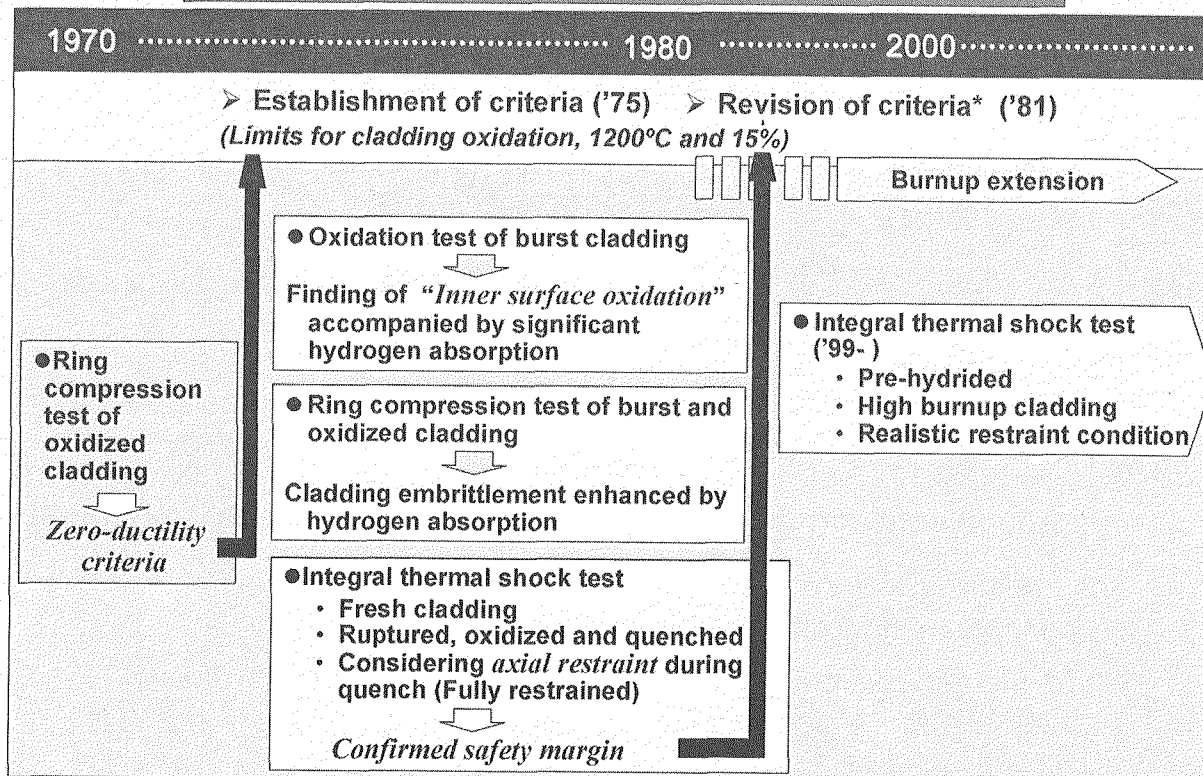 1970 ···················································· 1980 ················ 2000·························
➢ Establishment of criteria ('75) ➢ Revision of criteria* ('81)
(Limits for cladding oxidation, 1200ºC and 15%)
Burnup extension
●Ring
compression
test of
oxidized
cladding
Zero-ductility
criteria
● Oxidation test of burst cladding
Finding of “Inner surface oxidation”
accompanied by significant
hydrogen absorption
● Ring compression test of burst and
oxidized cladding
Cladding embrittlement enhanced by
hydrogen absorption
●Integral thermal shock test
· Fresh cladding
· Ruptured, oxidized and quenched
· Considering axial restraint during
quench (Fully restrained)
Confirmed safety margin
● Integral thermal shock test
('99- )
· Pre-hydrided
· High burnup cladding
· Realistic restraint condition